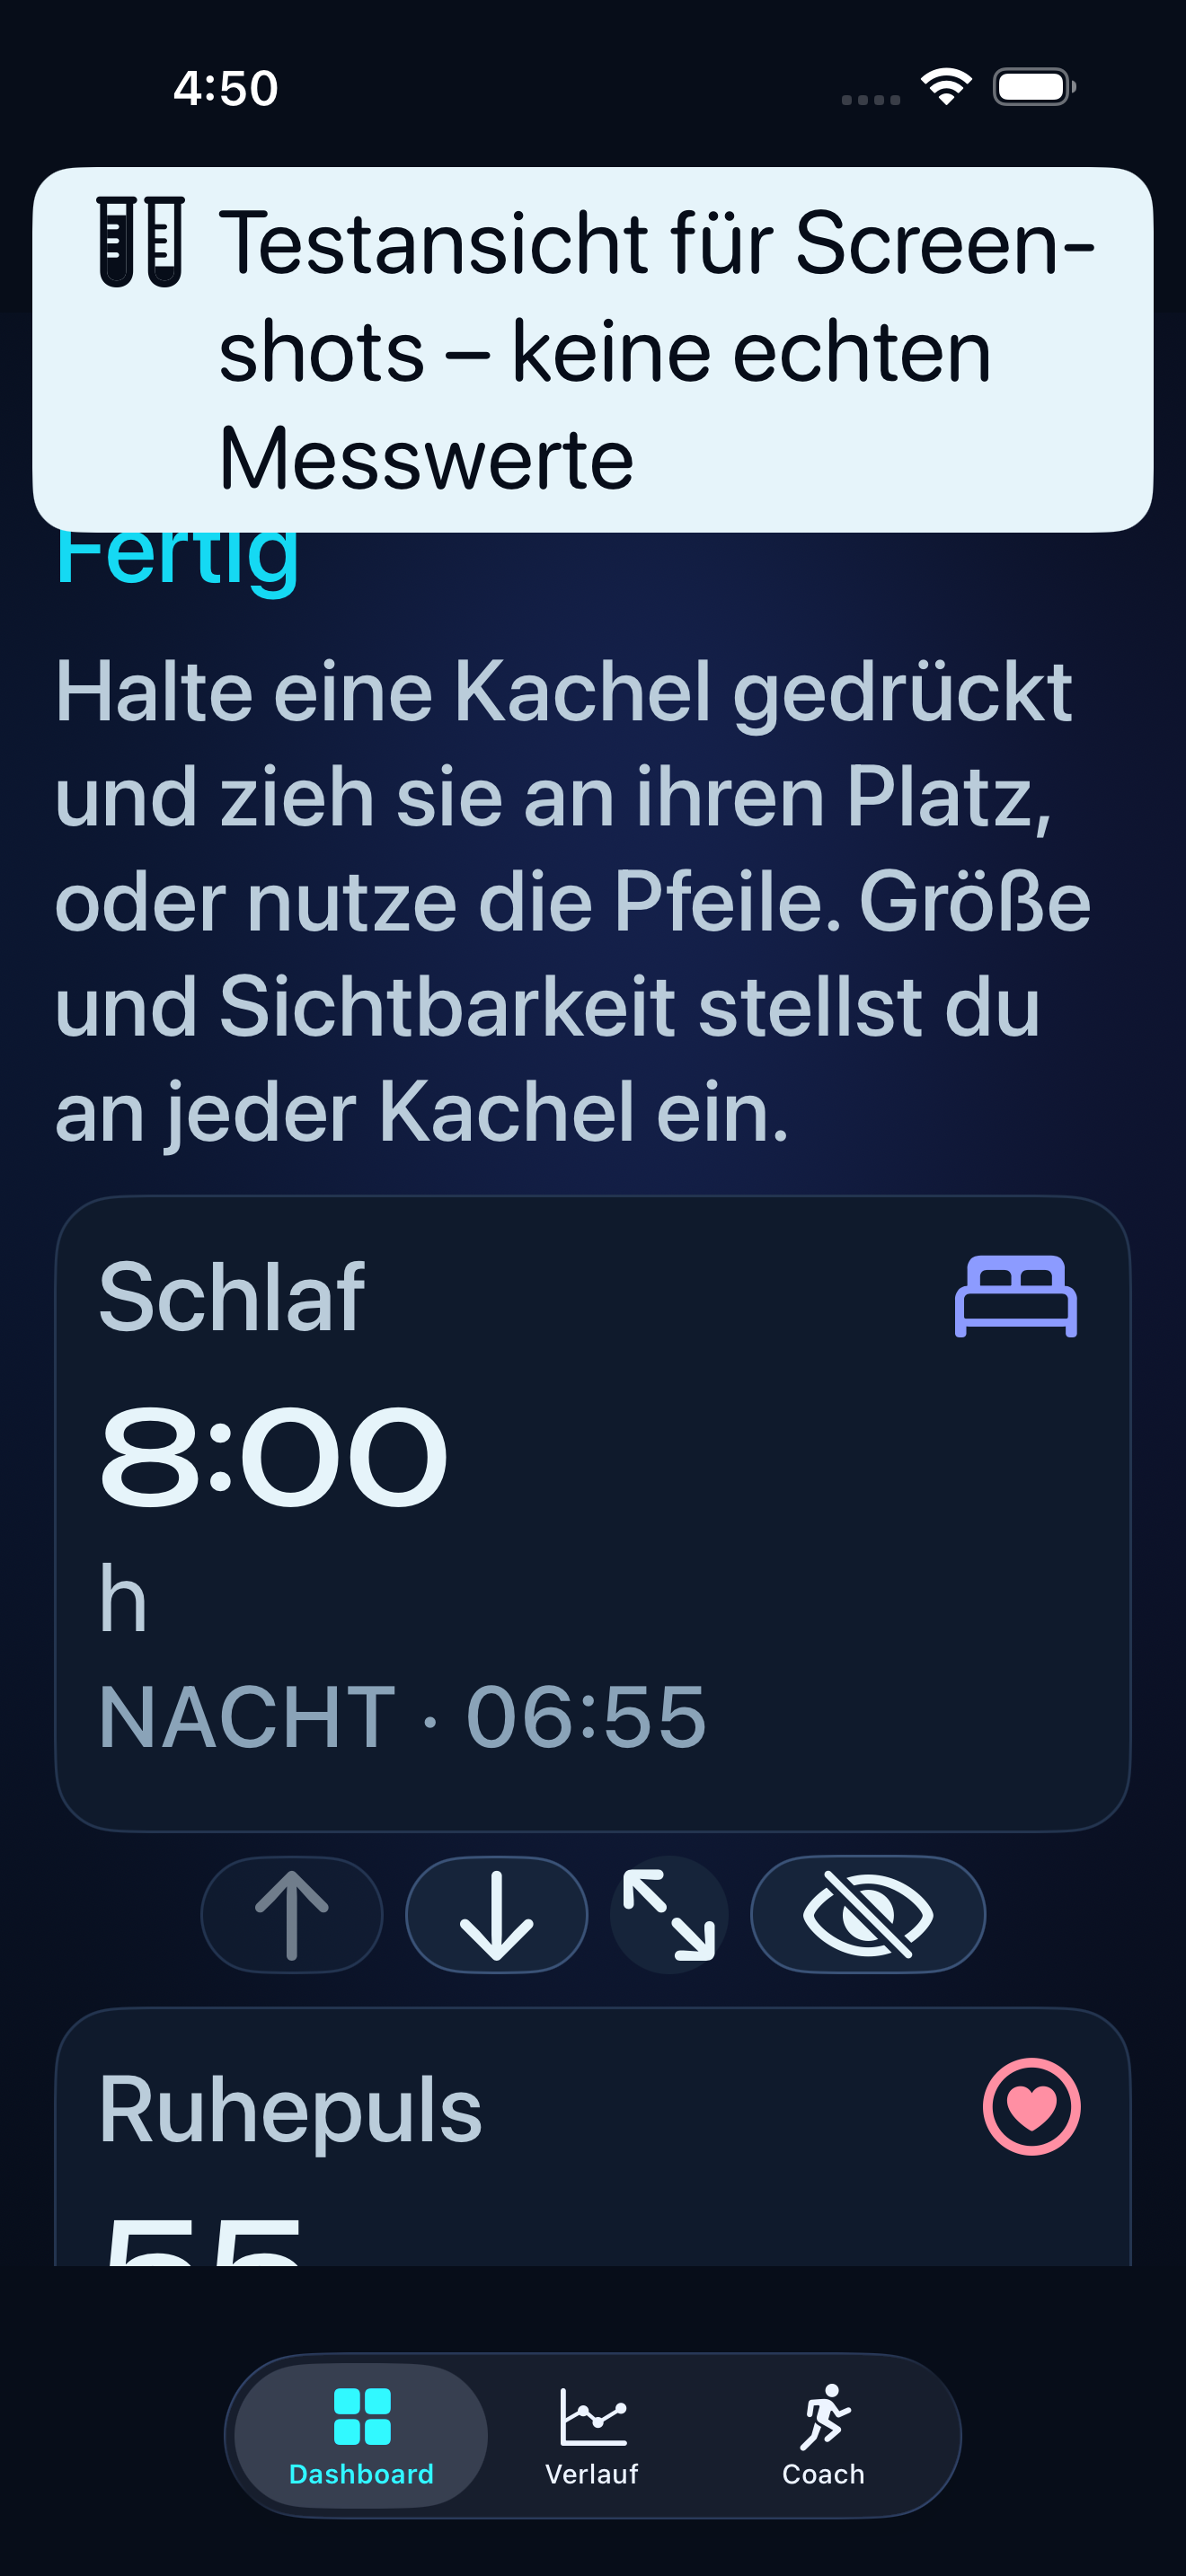 4:50
Testansicht für Screen-
shots – keine echten
Messwerte
Fertig
Halte eine Kachel gedrückt
und zieh sie an ihren Platz,
oder nutze die Pfeile. Größe
und Sichtbarkeit stellst du
an jeder Kachel ein.
Schlaf
8:00
h
NACHT · 06:55
Ruhepuls
55
Dashboard
Verlauf
Coach